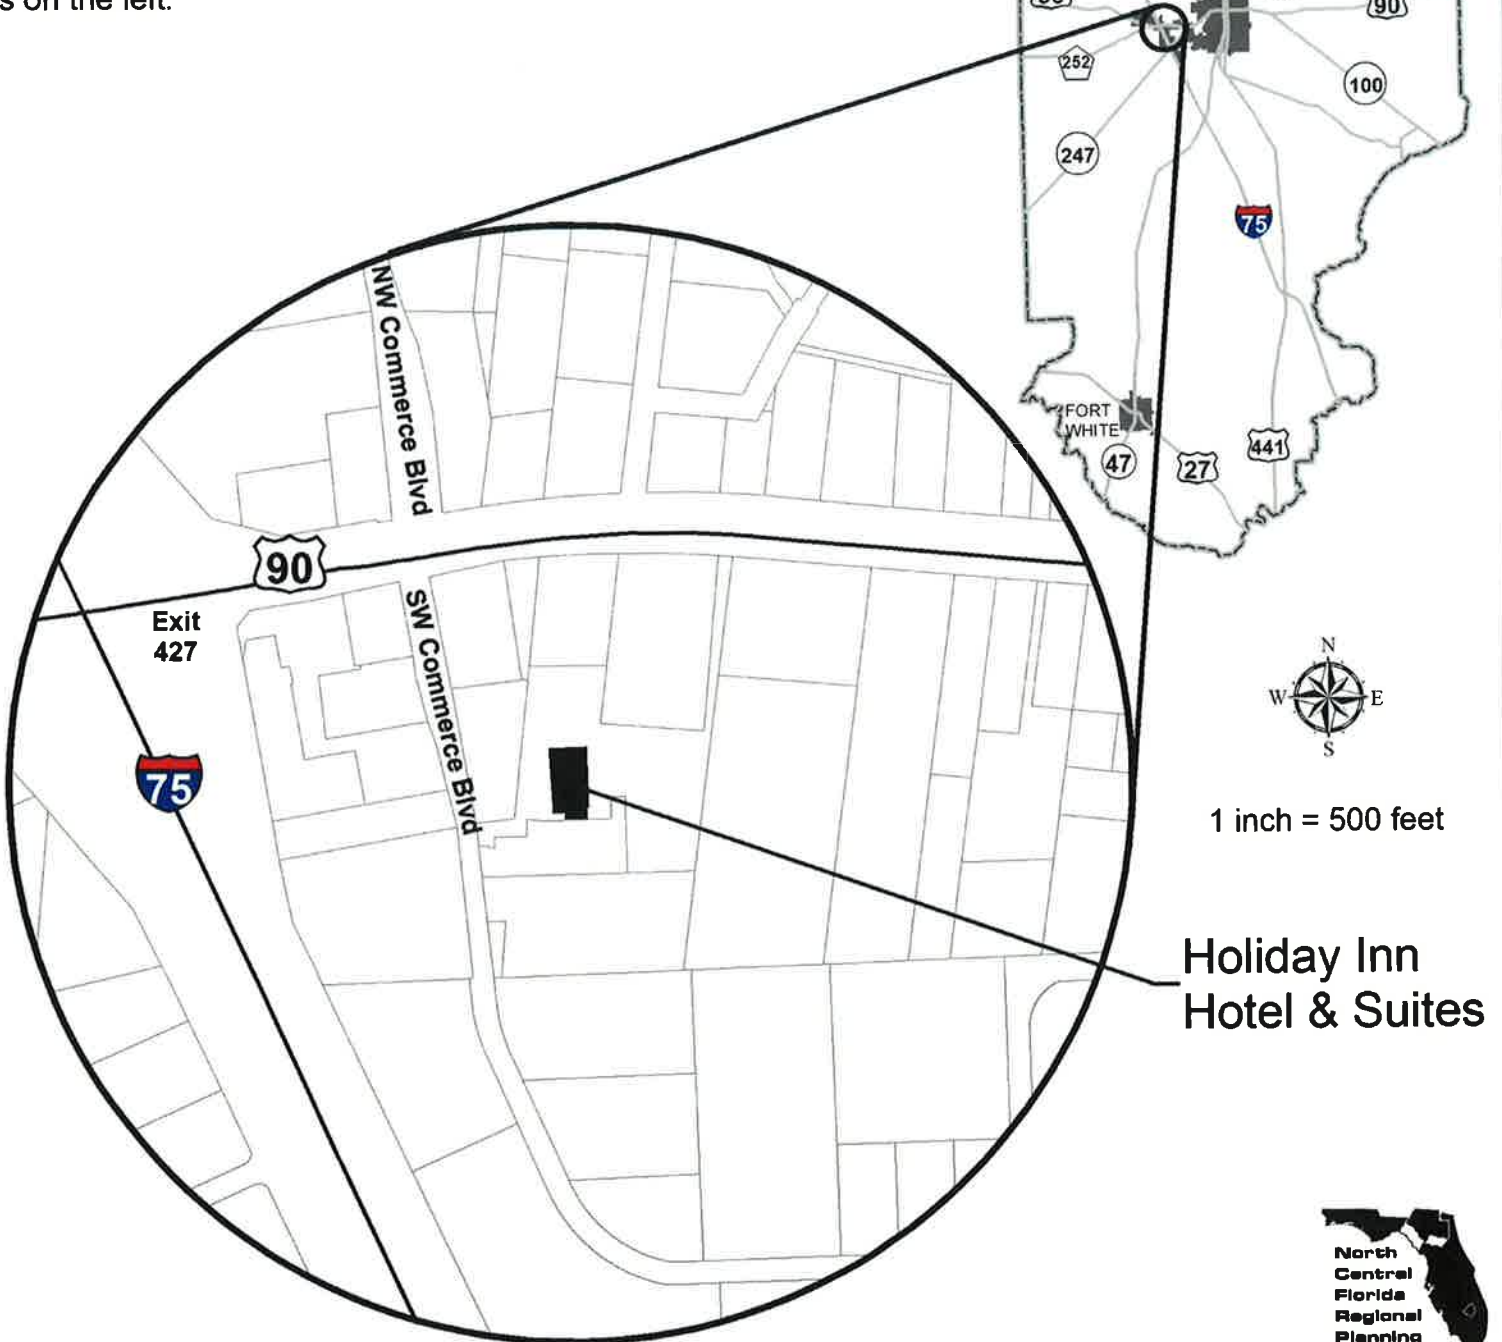 on the left.
90
252
100
247
75
FORT
WHITE
47
27
441
NW Commerce Blvd
90
Exit
427
SW Commerce Blvd
75
N
W
E
S
1 inch = 500 feet
Holiday Inn
Hotel & Suites
North
Central
Florida
Regional
Planning